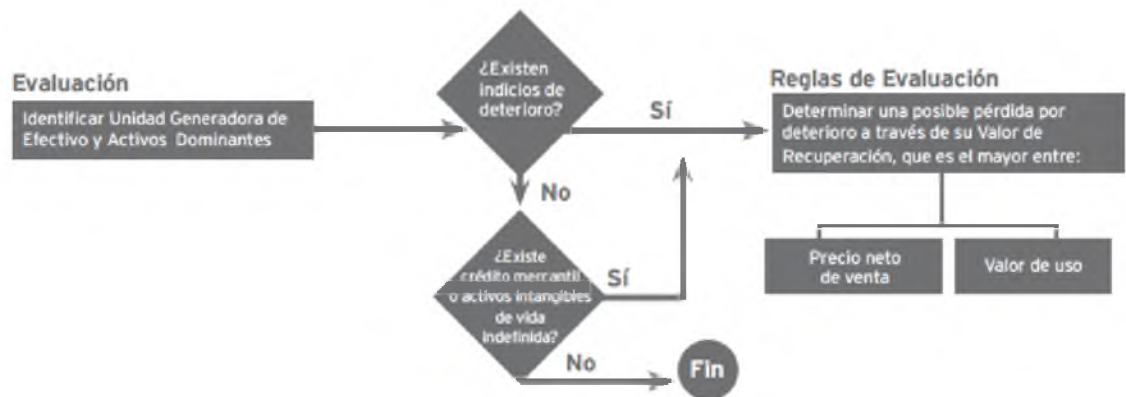 Evaluación
Identificar Unidad Generadora de
Efectivo y Activos Dominantes
¿Existen
indicios de
deterioro?
Sí
No
¿Existe
crédito mercantil
o activos intangibles
de vida
indefinida?
Sí
No
Fin
Reglas de Evaluación
Determinar una posible pérdida por
deterioro a través de su Valor de
Recuperación, que es el mayor entre:
Precio neto
de venta
Valor de uso